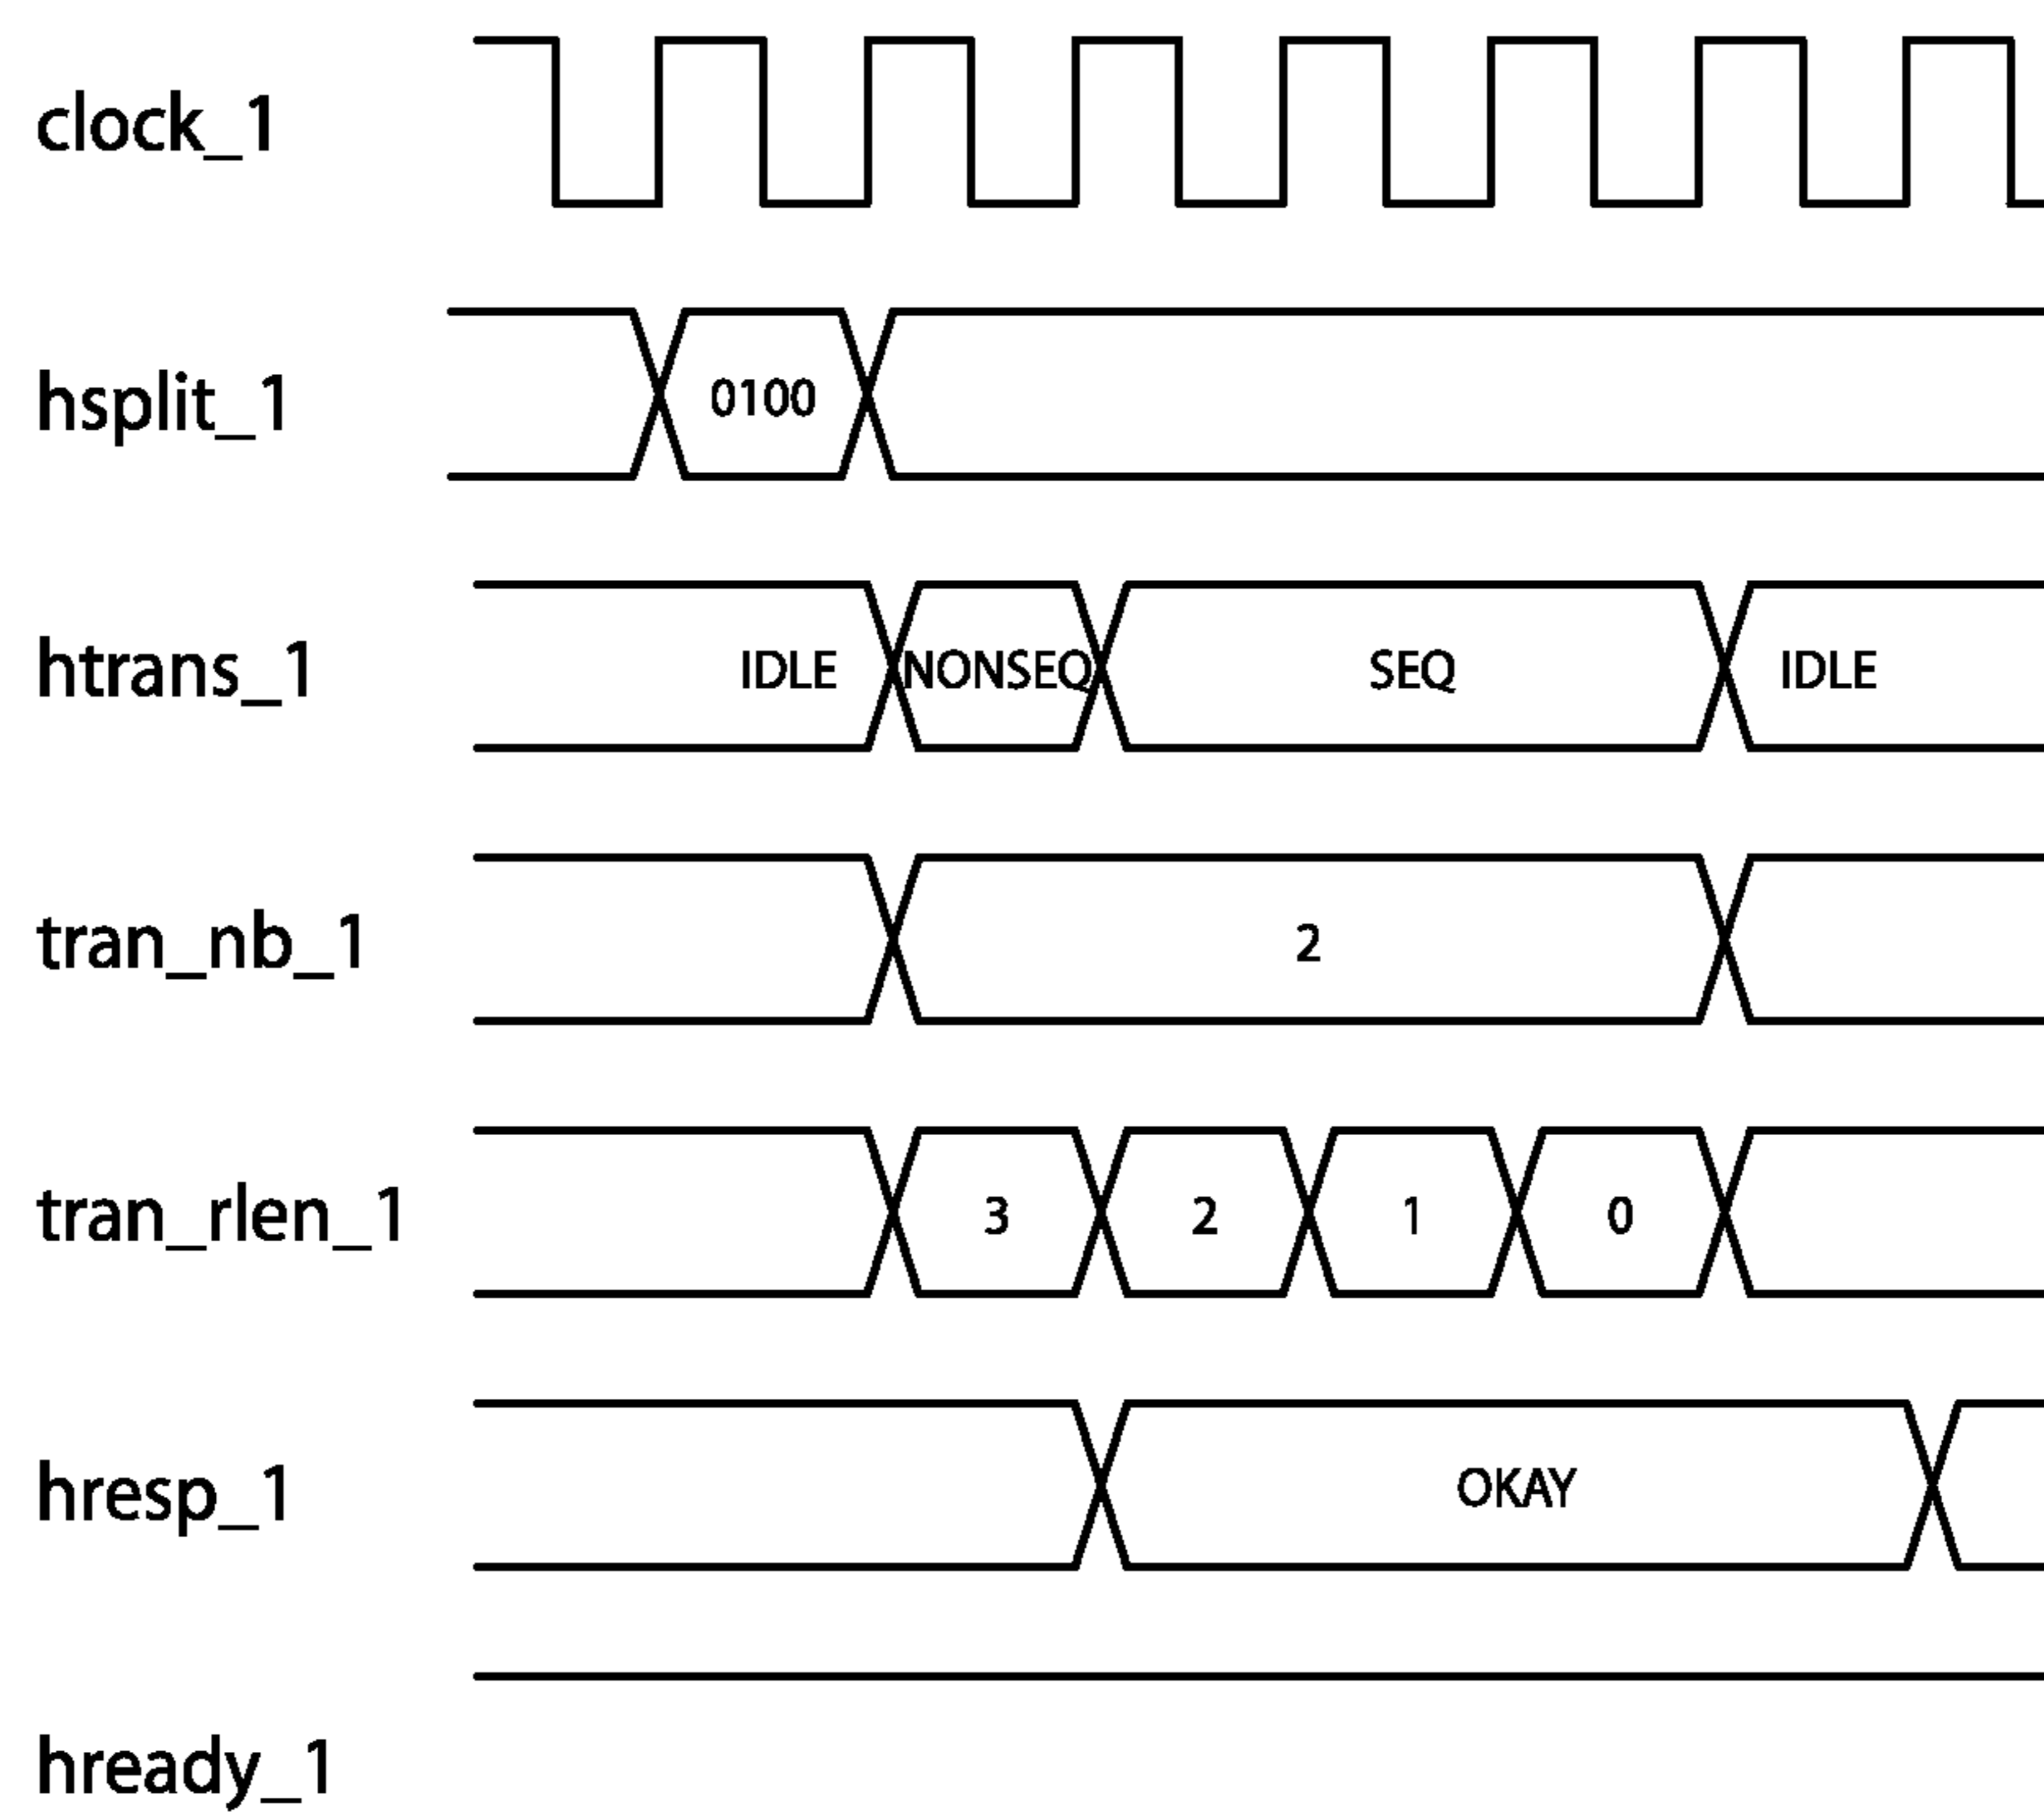 clock_1
hsplit_1 0100
htrans_1 IDLE NONSEQ SEQ IDLE
tran_nb_1 2
tran_rlen_1 3 2 1 0
hresp_1 OKAY
hready_1